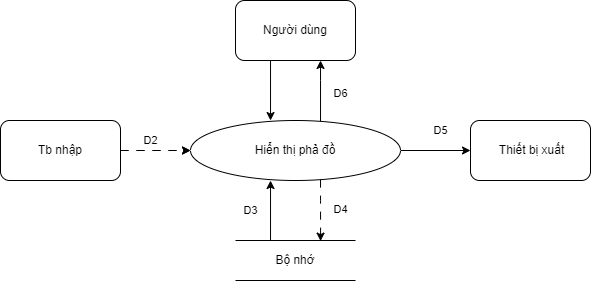 Người dùng
D6
Tb nhập
D2
Hiển thị phả đồ
D5
Thiết bị xuất
D3
D4
Bộ nhớ